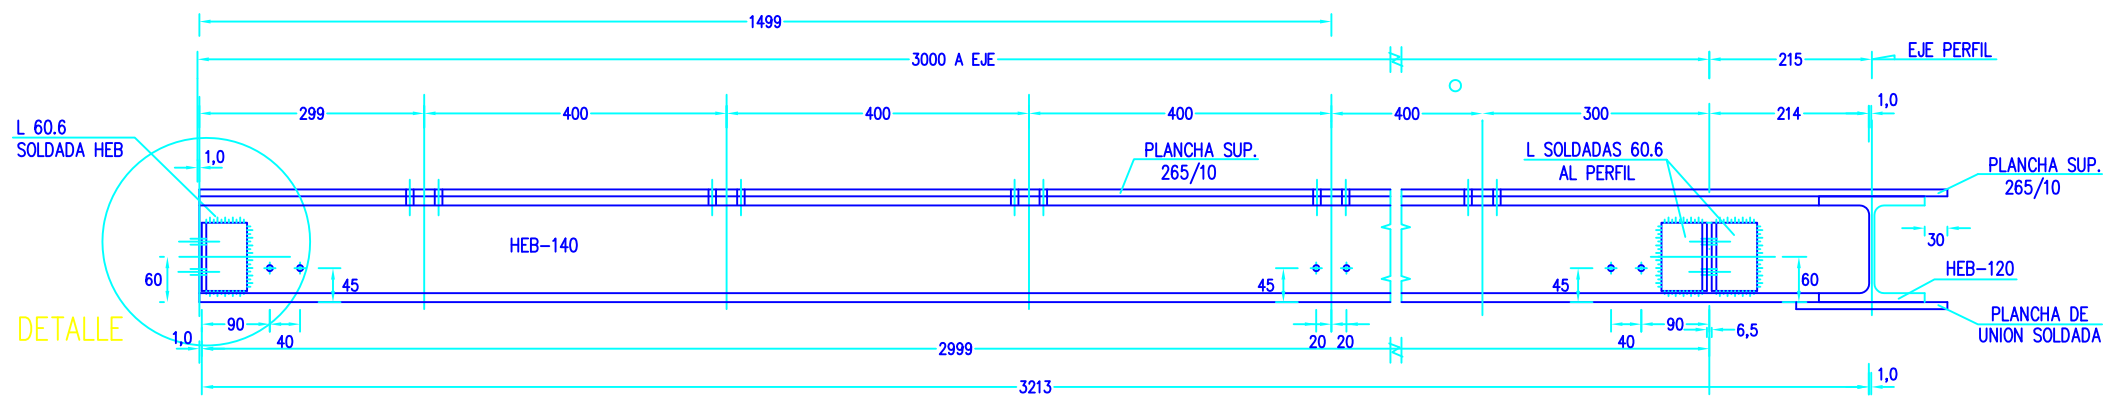 1499
3000 A EJE
215
EJE PERFIL
299
400
400
400
400
300
214
1,0
L 60.6
SOLDADA HEB
1,0
PLANCHA SUP.
265/10
L SOLDADAS 60.6
AL PERFIL
PLANCHA SUP.
265/10
HEB-140
30
60
45
45
45
60
HEB-120
DETALLE
1,0
90
40
20
20
40
90
6,5
PLANCHA DE
UNION SOLDADA
2999
3213
1,0